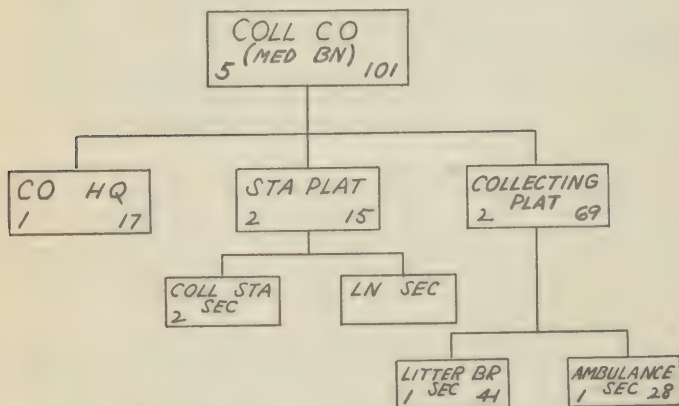 COLL CO
(MED BN)
5 101
CO HQ
1 17
STA PLAT
2 15
COLLECTING
PLAT
2 69
COLL STA
SEC
2
LN SEC
LITTER BR
SEC
1 41
AMBULANCE
SEC
1 28